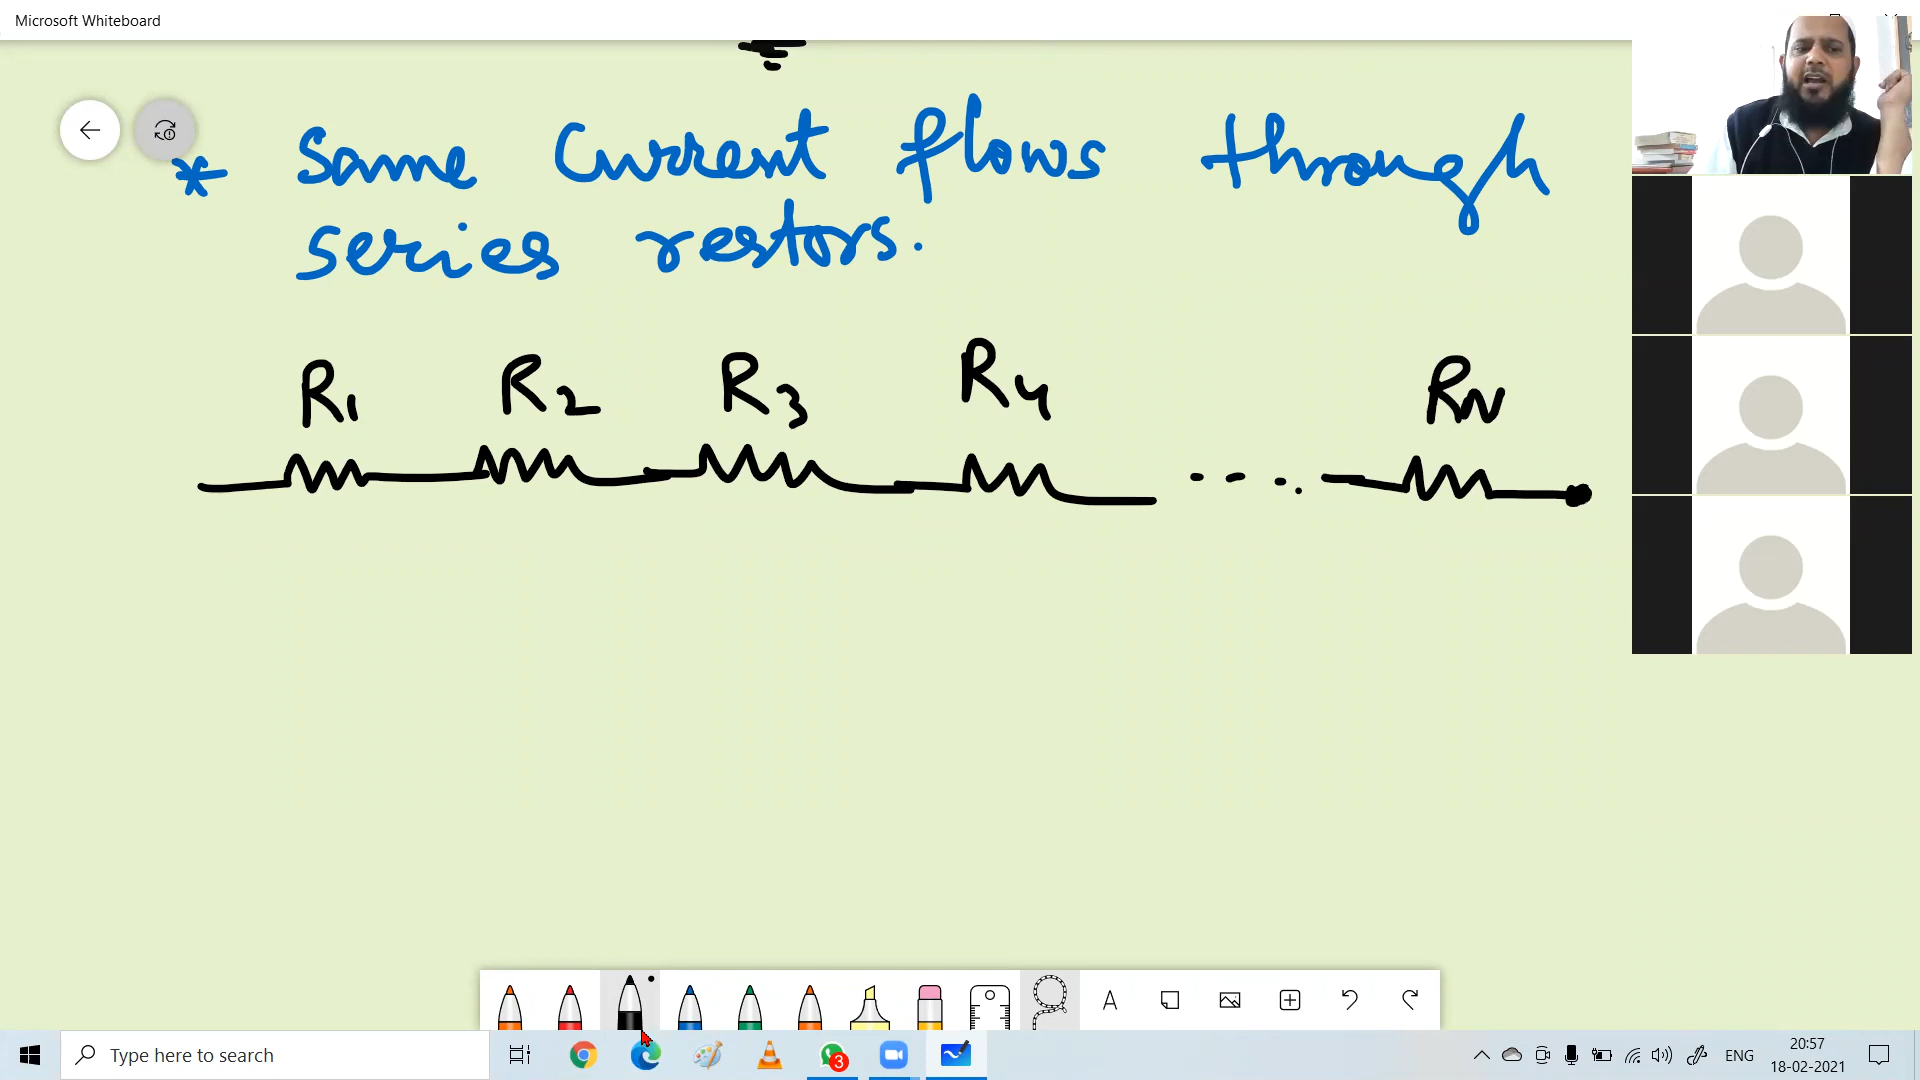 Microsoft Whiteboard
* Same Current flows through
series restors.
R1 R2 R3 R4 .... RN
A
Type here to search
3
ENG
20:57
18-02-2021